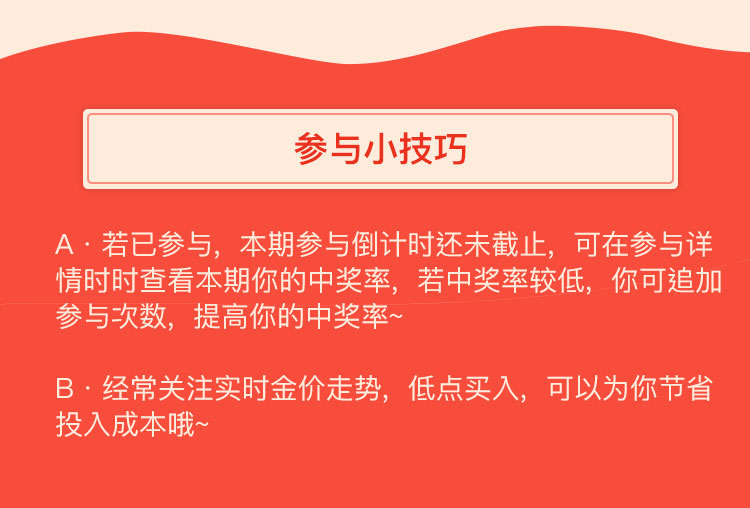 参与小技巧
A · 若已参与，本期参与倒计时还未截止，可在参与详
情时时查看本期你的中奖率，若中奖率较低，你可追加
参与次数，提高你的中奖率~
B · 经常关注实时金价走势，低点买入，可以为你节省
投入成本哦~